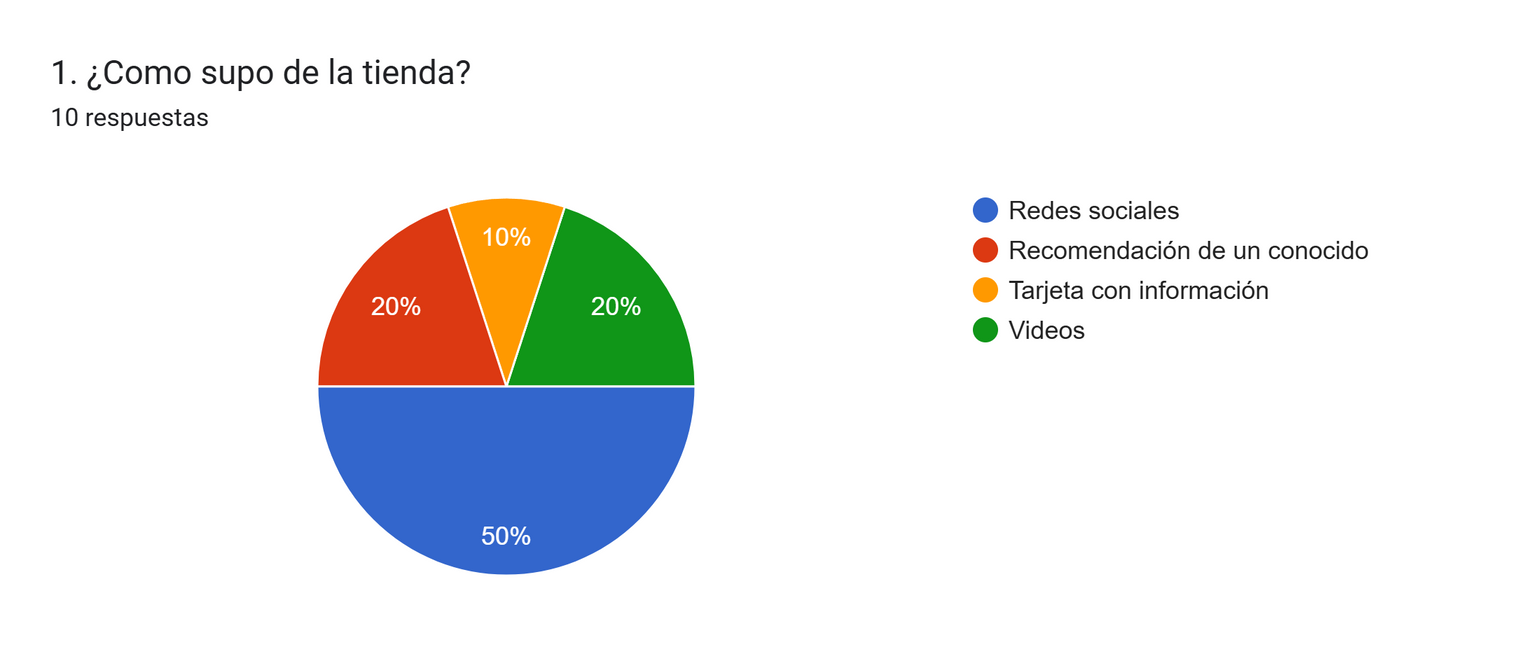 1. ¿Como supo de la tienda?
10 respuestas
10%
20%
20%
50%
Redes sociales
Recomendación de un conocido
Tarjeta con información
Videos